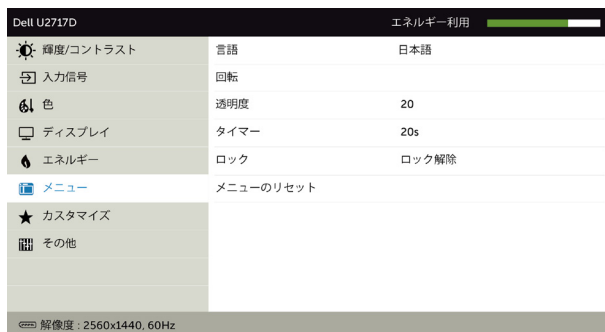 Dell U2717D エネルギー利用
輝度/コントラスト 言語 日本語
入力信号 回転
色 透明度 20
ディスプレイ タイマー 20s
エネルギー ロック ロック解除
メニュー メニューのリセット
カスタマイズ
その他
解像度 : 2560x1440, 60Hz